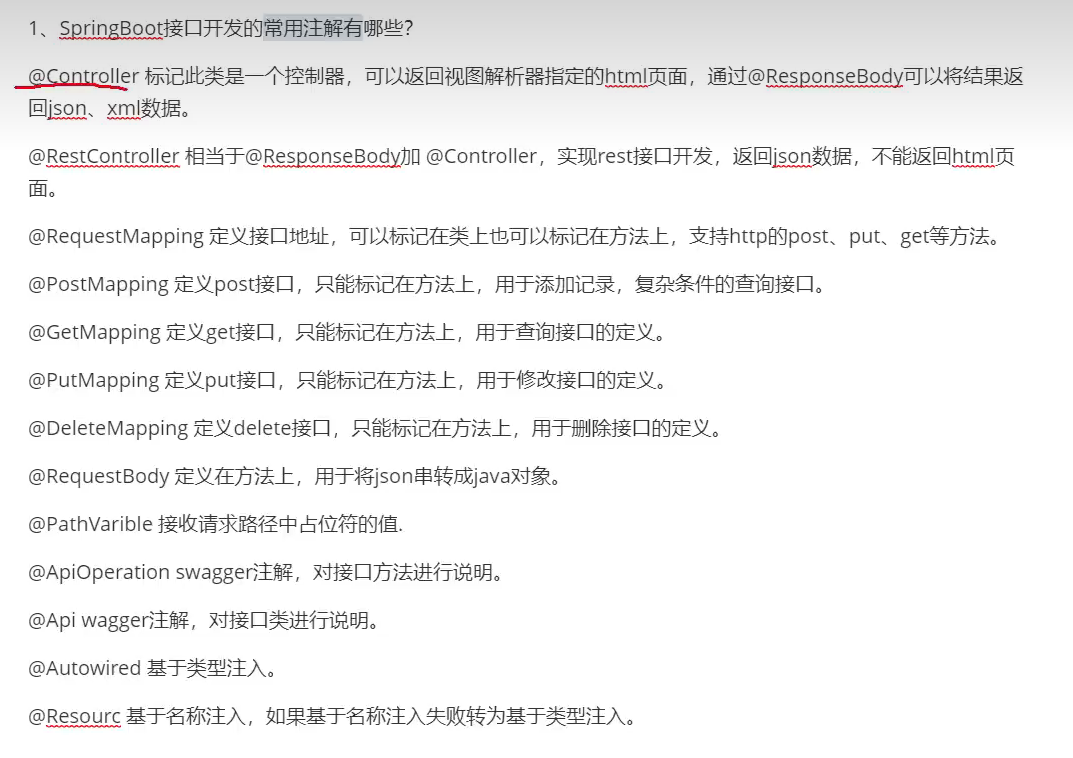 1、SpringBoot接口开发的常用注解有哪些？
@Controller 标记此类是一个控制器，可以返回视图解析器指定的html页面，通过@ResponseBody可以将结果返
回json、xml数据。
@RestController 相当于@ResponseBody加 @Controller，实现rest接口开发，返回json数据，不能返回html页
面。
@RequestMapping 定义接口地址，可以标记在类上也可以标记在方法上，支持http的post、put、get等方法。
@PostMapping 定义post接口，只能标记在方法上，用于添加记录，复杂条件的查询接口。
@GetMapping 定义get接口，只能标记在方法上，用于查询接口的定义。
@PutMapping 定义put接口，只能标记在方法上，用于修改接口的定义。
@DeleteMapping 定义delete接口，只能标记在方法上，用于删除接口的定义。
@RequestBody 定义在方法上，用于将json串转成java对象。
@PathVarible 接收请求路径中占位符的值.
@ApiOperation swagger注解，对接口方法进行说明。
@Api wagger注解，对接口类进行说明。
@Autowired 基于类型注入。
@Resourc 基于名称注入，如果基于名称注入失败转为基于类型注入。